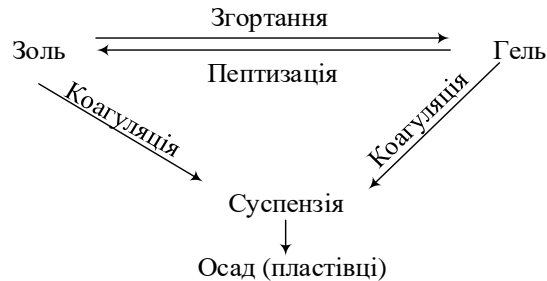 Згортання
Золь
Гель
Пептизація
Коагуляція
Коагуляція
Суспензія
Осад (пластівці)